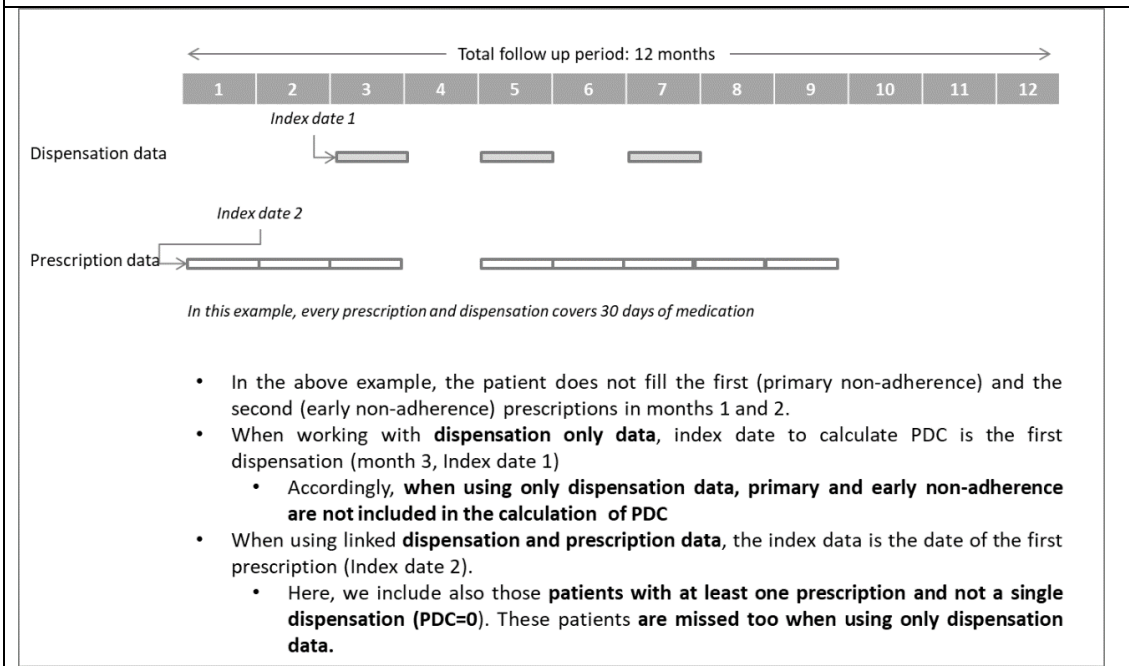 Total follow up period: 12 months
1 2 3 4 5 6 7 8 9 10 11 12
Index date 1
Dispensation data
Index date 2
Prescription data
In this example, every prescription and dispensation covers 30 days of medication
• In the above example, the patient does not fill the first (primary non-adherence) and the
second (early non-adherence) prescriptions in months 1 and 2.
• When working with dispensation only data, index date to calculate PDC is the first
dispensation (month 3, Index date 1)
• Accordingly, when using only dispensation data, primary and early non-adherence
are not included in the calculation of PDC
• When using linked dispensation and prescription data, the index data is the date of the first
prescription (Index date 2).
• Here, we include also those patients with at least one prescription and not a single
dispensation (PDC=0). These patients are missed too when using only dispensation
data.